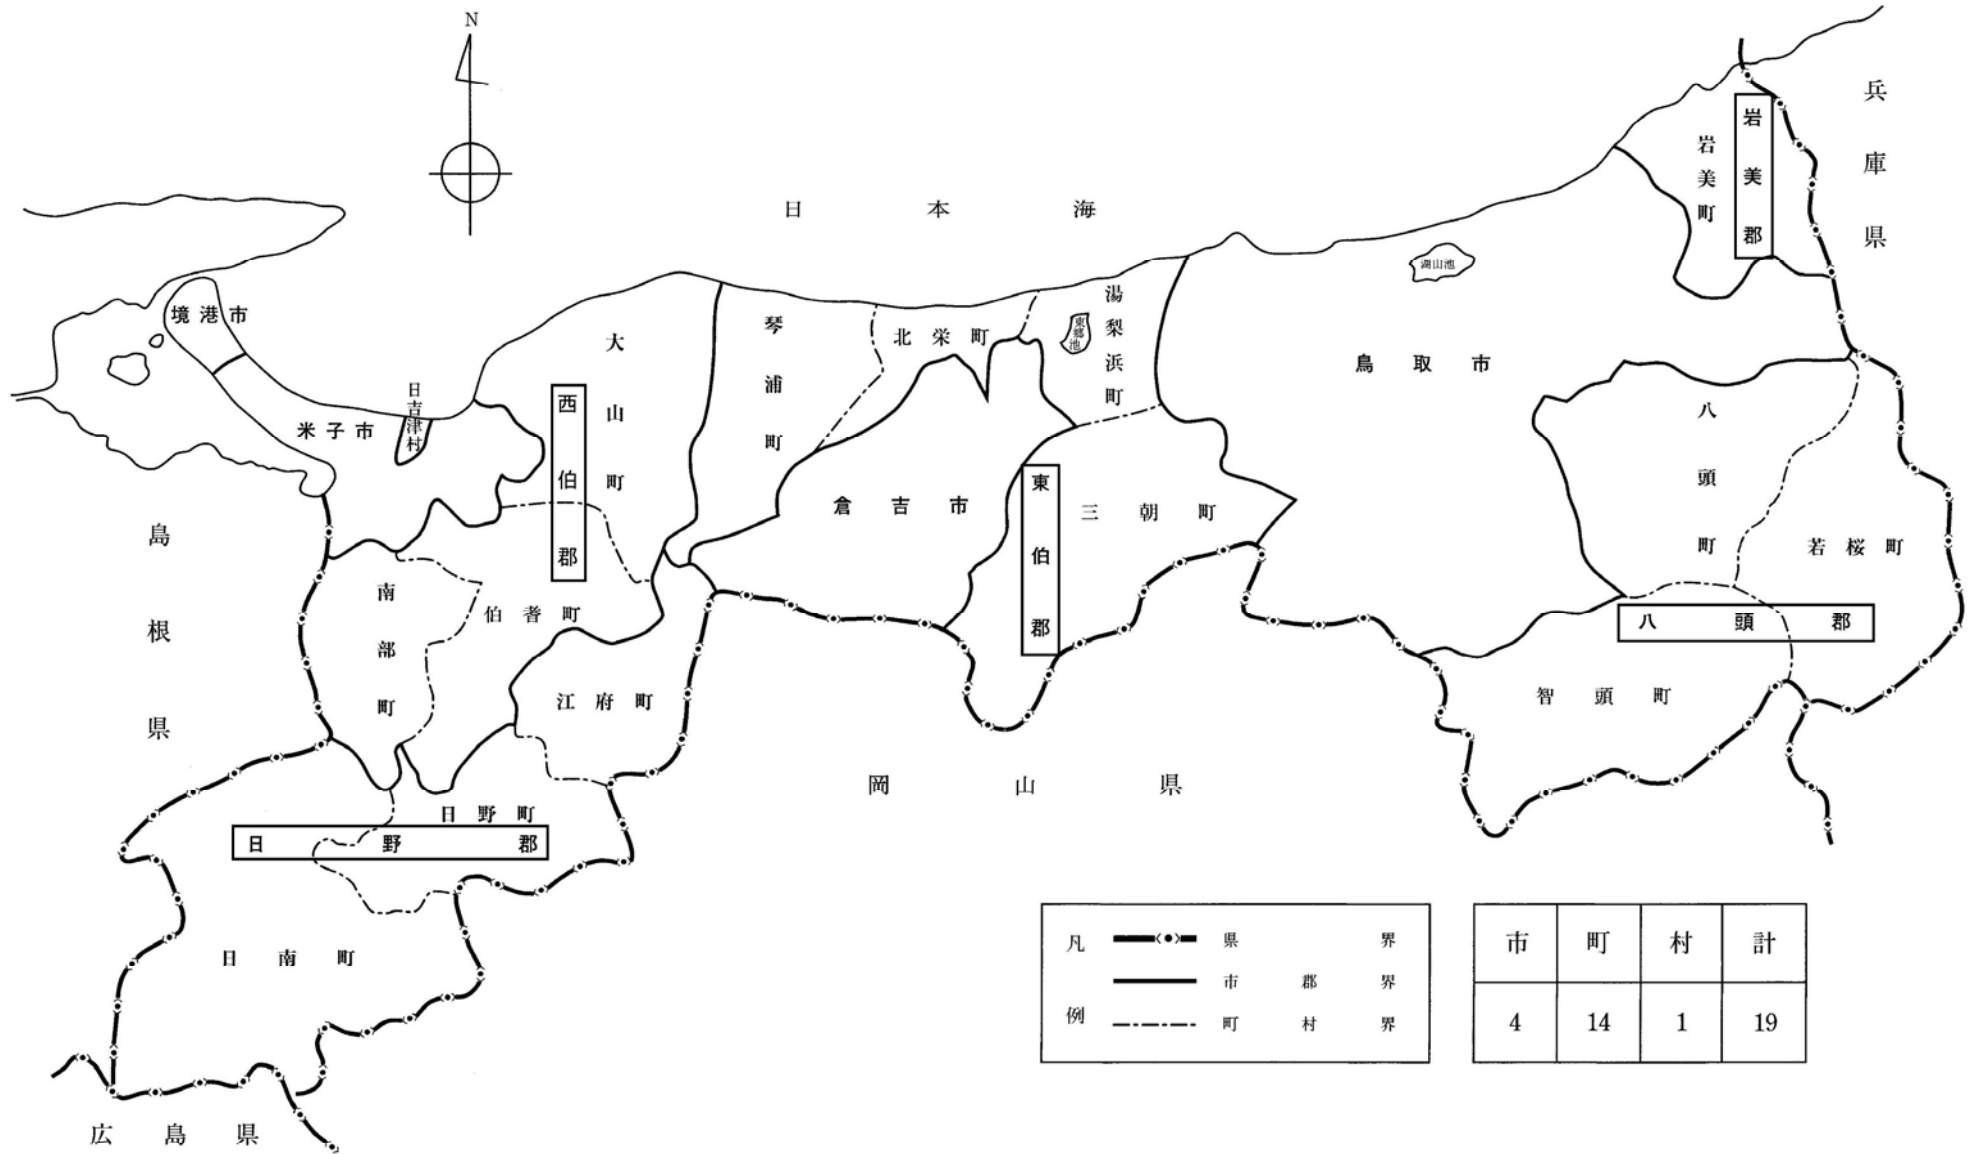 N
日本海
兵庫県
岩美郡
岩美町
湖山池
鳥取市
湯梨浜町
東郷池
北栄町
琴浦町
大山町
境港市
日吉津村
米子市
西伯郡
倉吉市
東伯郡
三朝町
八頭町
若桜町
八頭郡
智頭町
島根県
南部町
伯耆町
江府町
日野町
日野郡
日南町
岡山県
広島県
凡例
県界
市郡界
町村界
市 町 村 計
4 14 1 19